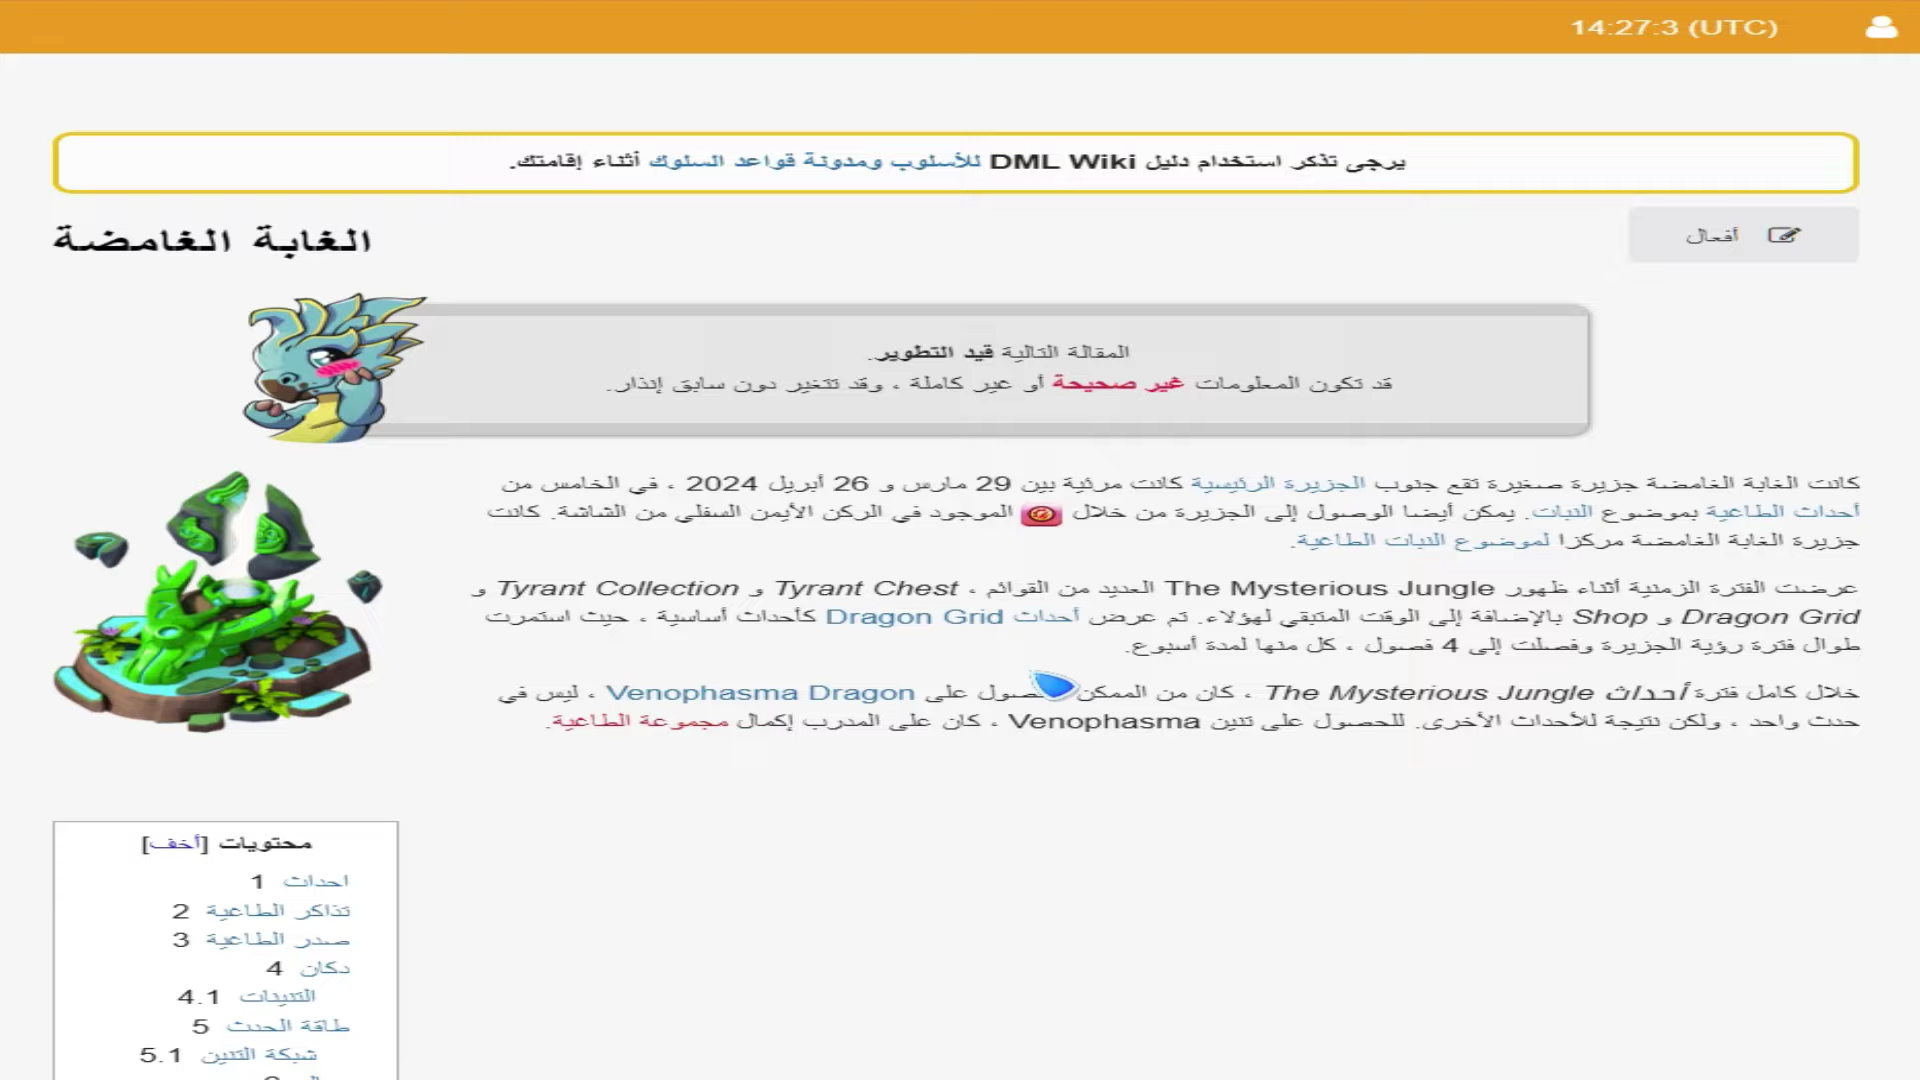 14:27:3 (UTC)
يرجى تذكر استخدام دليل DML Wiki للأسلوب ومدونة قواعد السلوك أثناء إقامتك.
أفعال
الغابة الغامضة
المقالة التالية قيد التطوير.
قد تكون المعلومات غير صحيحة أو غير كاملة ، وقد تتغير دون سابق إنذار.
كانت الغابة الغامضة جزيرة صغيرة تقع جنوب الجزيرة الرئيسية كانت مرئية بين 29 مارس و 26 أبريل 2024 ، في الخامس من
أحداث الطاغية بموضوع النبات. يمكن أيضا الوصول إلى الجزيرة من خلال الموجود في الركن الأيمن السفلي من الشاشة. كانت
جزيرة الغابة الغامضة مركزا لموضوع النبات الطاغية.
عرضت الفترة الزمنية أثناء ظهور The Mysterious Jungle العديد من القوائم ، Tyrant Chest و Tyrant Collection و
Dragon Grid و Shop بالإضافة إلى الوقت المتبقي لهؤلاء. تم عرض أحداث Dragon Grid كأحداث أساسية ، حيث استمرت
طوال فترة رؤية الجزيرة وفصلت إلى 4 فصول ، كل منها لمدة أسبوع.
خلال كامل فترة أحداث The Mysterious Jungle ، كان من الممكن على Venophasma Dragon ، ليس في
حدث واحد ، ولكن نتيجة للأحداث الأخرى. للحصول على تنين Venophasma ، كان على المدرب إكمال مجموعة الطاغية.
محتويات [أخف]
1 احداث
2 تذاكر الطاغية
3 صدر الطاغية
4 دكان
4.1 التنينات
5 طاقة الحدث
5.1 شبكة التنين